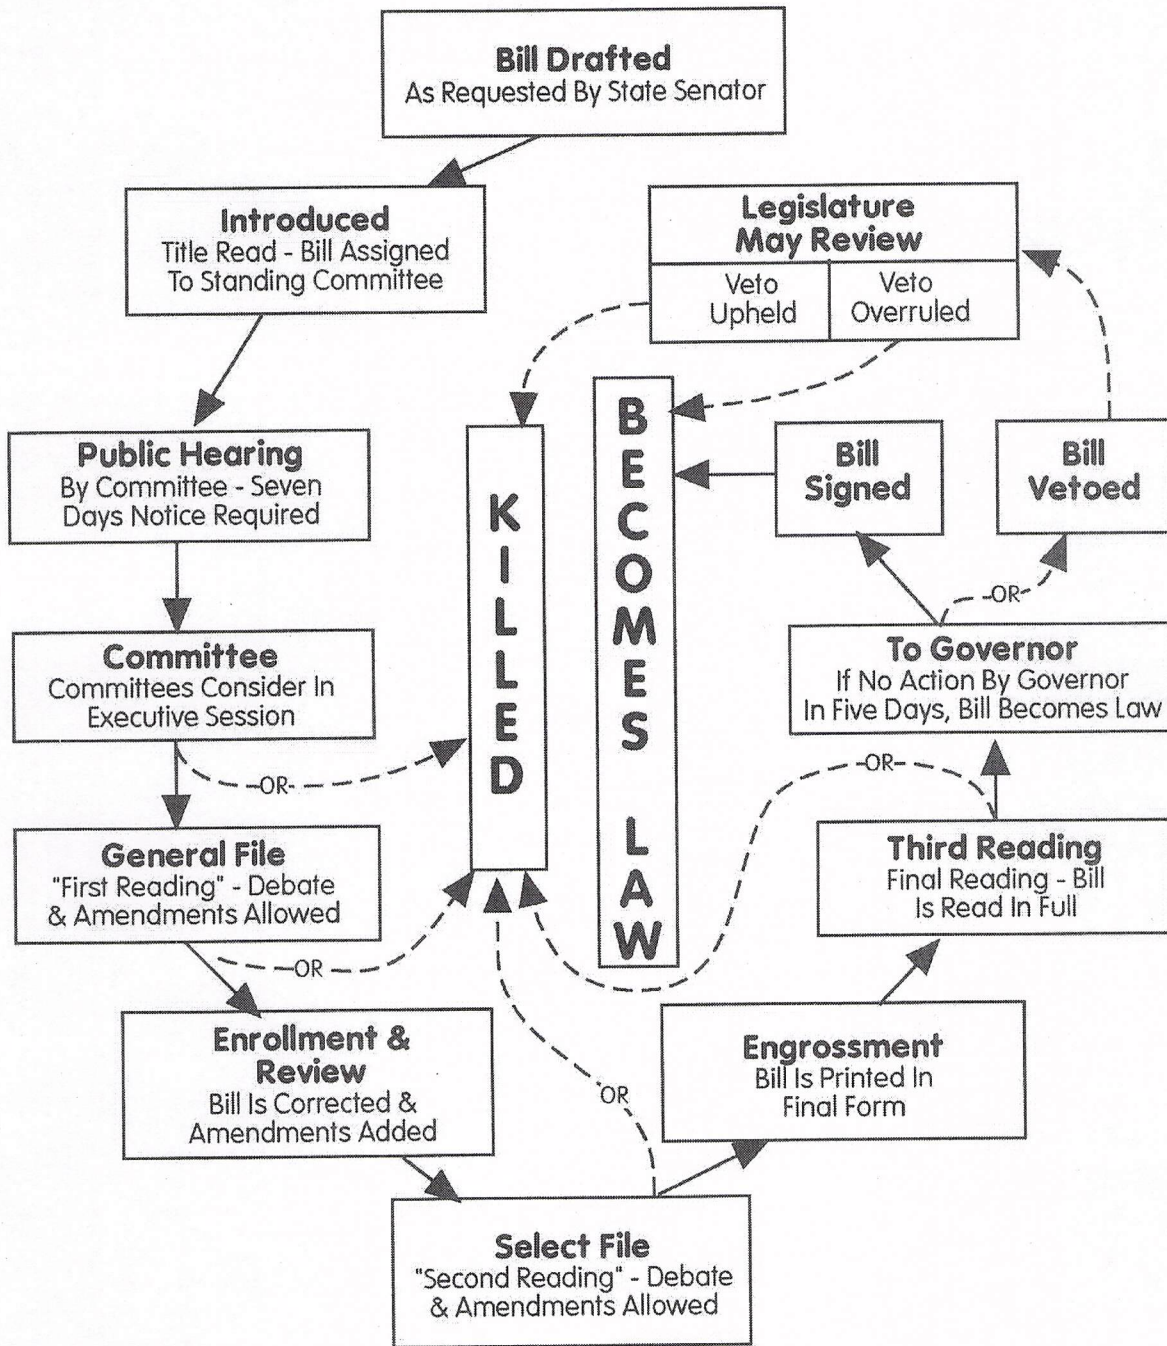 Bill Drafted
As Requested By State Senator
Introduced
Title Read - Bill Assigned
To Standing Committee
Legislature
May Review
Veto
Upheld
Veto
Overruled
Public Hearing
By Committee - Seven
Days Notice Required
KILLED
BECOMES LAW
Bill
Signed
Bill
Vetoed
-OR-
Committee
Committees Consider In
Executive Session
To Governor
If No Action By Governor
In Five Days, Bill Becomes Law
-OR-
-OR-
General File
"First Reading" - Debate
& Amendments Allowed
Third Reading
Final Reading - Bill
Is Read In Full
-OR
Enrollment &
Review
Bill Is Corrected &
Amendments Added
Engrossment
Bill Is Printed In
Final Form
OR
Select File
"Second Reading" - Debate
& Amendments Allowed